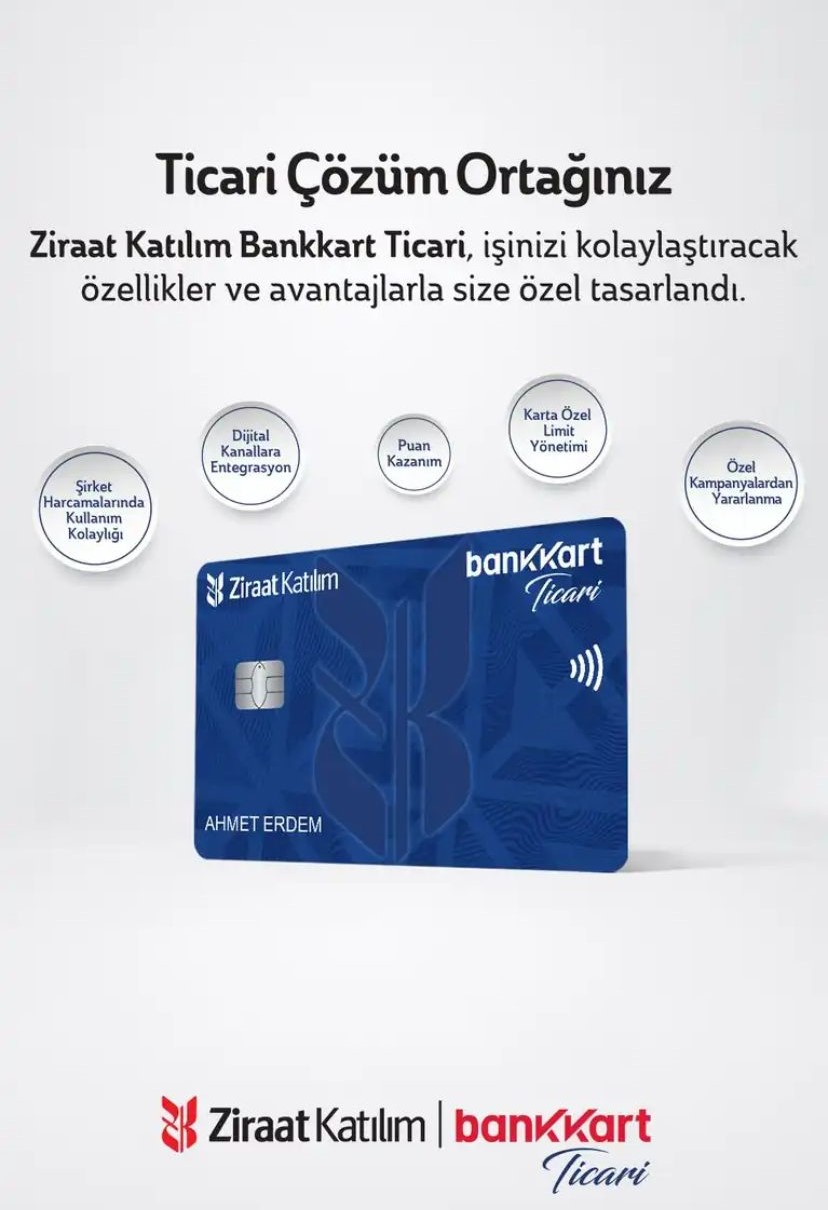 Ticari Çözüm Ortağınız
Ziraat Katılım Bankkart Ticari, işinizi kolaylaştıracak
özellikler ve avantajlarla size özel tasarlandı.
Şirket
Harcamalarında
Kullanım
Kolaylığı
Dijital
Kanallara
Entegrasyon
Puan
Kazanım
Karta Özel
Limit
Yönetimi
Özel
Kampanyalardan
Yararlanma
Ziraat Katılım
bankkart
Ticari
AHMET ERDEM
Ziraat Katılım | bankkart
Ticari